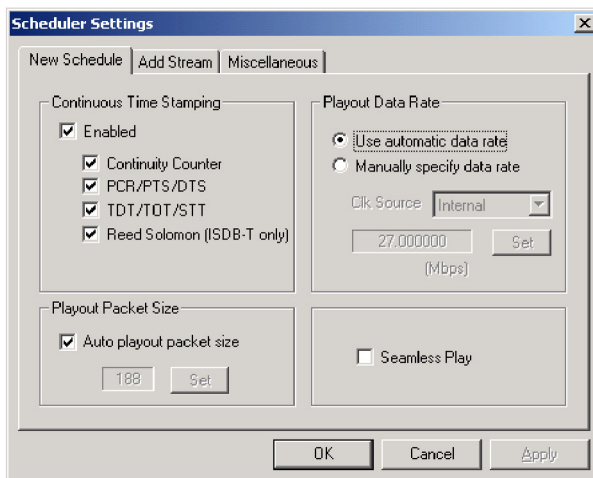 Scheduler Settings
New Schedule Add Stream Miscellaneous
Continuous Time Stamping
Enabled
Continuity Counter
PCR/PTS/DTS
TDT/TOT/STT
Reed Solomon (ISDB-T only)
Playout Data Rate
Use automatic data rate
Manually specify data rate
Clk Source Internal
27.000000 Set
(Mbps)
Playout Packet Size
Auto playout packet size
188 Set
Seamless Play
OK Cancel Apply